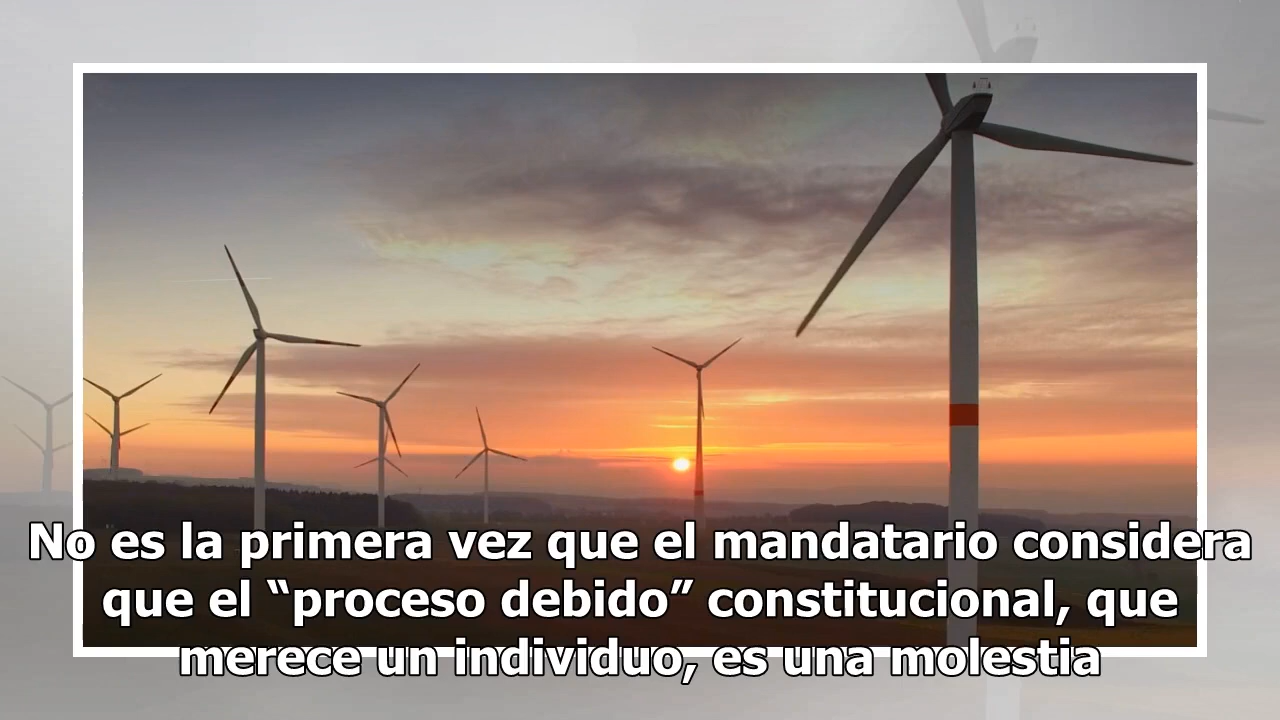 No es la primera vez que el mandatario considera
que el “proceso debido” constitucional, que
merece un individuo, es una molestia